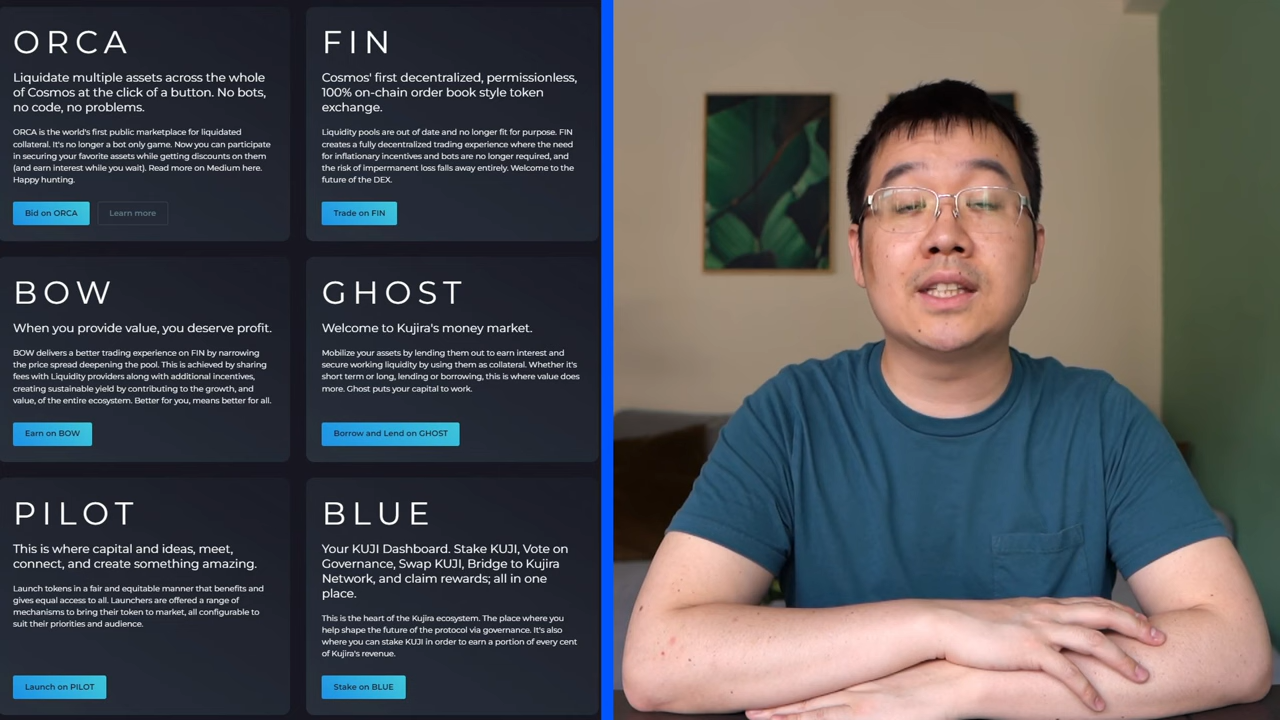 ORCA
Liquidate multiple assets across the whole
of Cosmos at the click of a button. No bots,
no code, no problems.
ORCA is the world's first public marketplace for liquidated
collateral. It's no longer a bot only game. Now you can participate
in securing your favorite assets while getting discounts on them
(and earn interest while you wait). Read more on Medium here.
Happy hunting.
Bid on ORCA
Learn more
FIN
Cosmos' first decentralized, permissionless,
100% on-chain order book style token
exchange.
Liquidity pools are out of date and no longer fit for purpose. FIN
creates a fully decentralized trading experience where the need
for inflationary incentives and bots are no longer required, and
the risk of impermanent loss falls away entirely. Welcome to the
future of the DEX.
Trade on FIN
BOW
When you provide value, you deserve profit.
BOW delivers a better trading experience on FIN by narrowing
the price spread deepening the pool. This is achieved by sharing
fees with Liquidity providers along with additional incentives,
creating sustainable yield by contributing to the growth, and
value, of the entire ecosystem. Better for you, means better for all.
Earn on BOW
GHOST
Welcome to Kujira's money market.
Mobilize your assets by lending them out to earn interest and
secure working liquidity by using them as collateral. Whether it's
short term or long, lending or borrowing, this is where value does
more. Ghost puts your capital to work.
Borrow and Lend on GHOST
PILOT
This is where capital and ideas, meet,
connect, and create something amazing.
Launch tokens in a fair and equitable manner that benefits and
gives equal access to all. Launchers are offered a range of
mechanisms to bring their token to market, all configurable to
suit their priorities and audience.
Launch on PILOT
BLUE
Your KUJI Dashboard. Stake KUJI, Vote on
Governance, Swap KUJI, Bridge to Kujira
Network, and claim rewards; all in one
place.
This is the heart of the Kujira ecosystem. The place where you
help shape the future of the protocol via governance. It's also
where you can stake KUJI in order to earn a portion of every cent
of Kujira's revenue.
Stake on BLUE